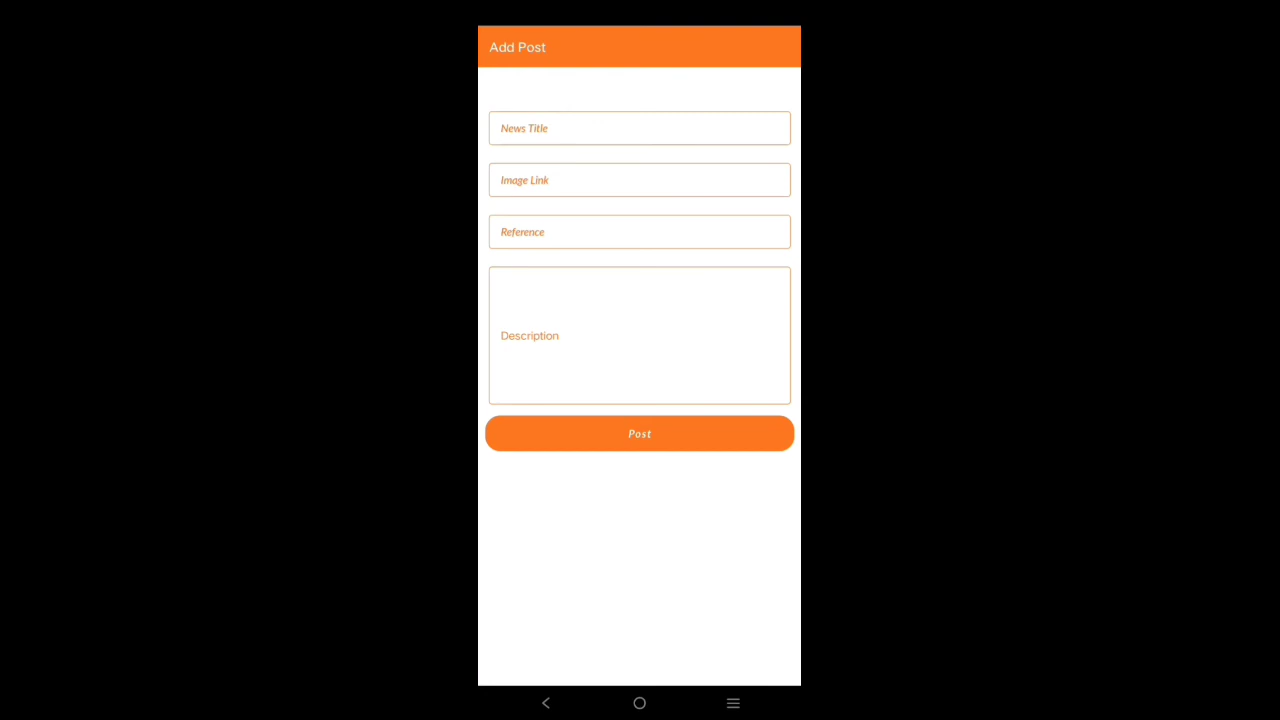 Add Post
News Title
Image Link
Reference
Description
Post